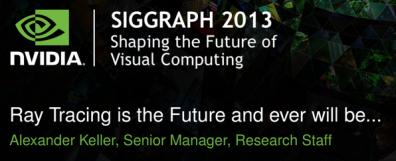 NVIDIA.
SIGGRAPH 2013
Shaping the Future of
Visual Computing
Ray Tracing is the Future and ever will be...
Alexander Keller, Senior Manager, Research Staff